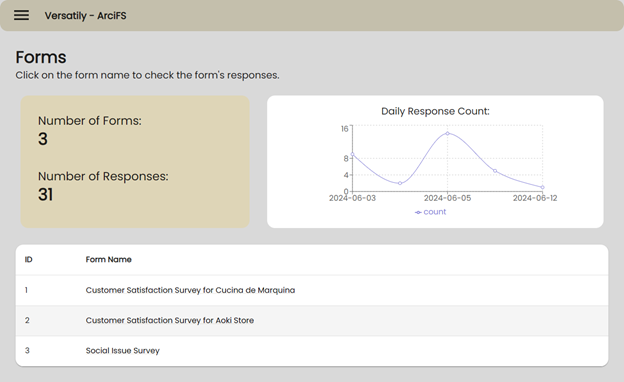 Versatily - ArciFS
Forms
Click on the form name to check the form's responses.
Number of Forms:
3
Number of Responses:
31
Daily Response Count:
16
8
4
0
2024-06-03 2024-06-05 2024-06-12
count
ID Form Name
1 Customer Satisfaction Survey for Cucina de Marquina
2 Customer Satisfaction Survey for Aoki Store
3 Social Issue Survey